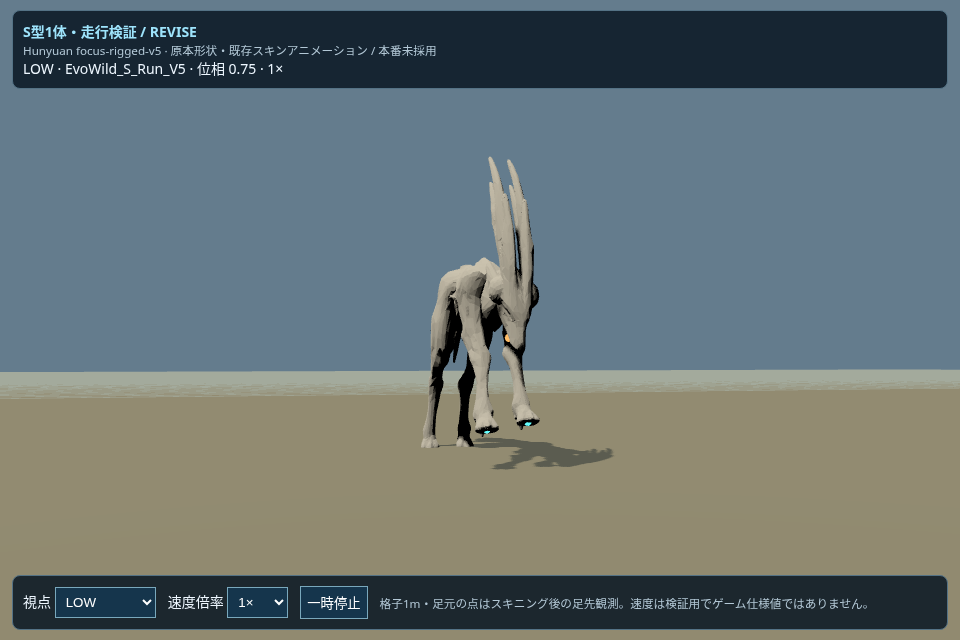 S型1体・走行検証 / REVISE
Hunyuan focus-rigged-v5 · 原本形状・既存スキンアニメーション / 本番未採用
LOW · EvoWild_S_Run_V5 · 位相 0.75 · 1×
視点 LOW 速度倍率 1× 一時停止 格子1m・足元の点はスキニング後の足先観測。速度は検証用でゲーム仕様値ではありません。